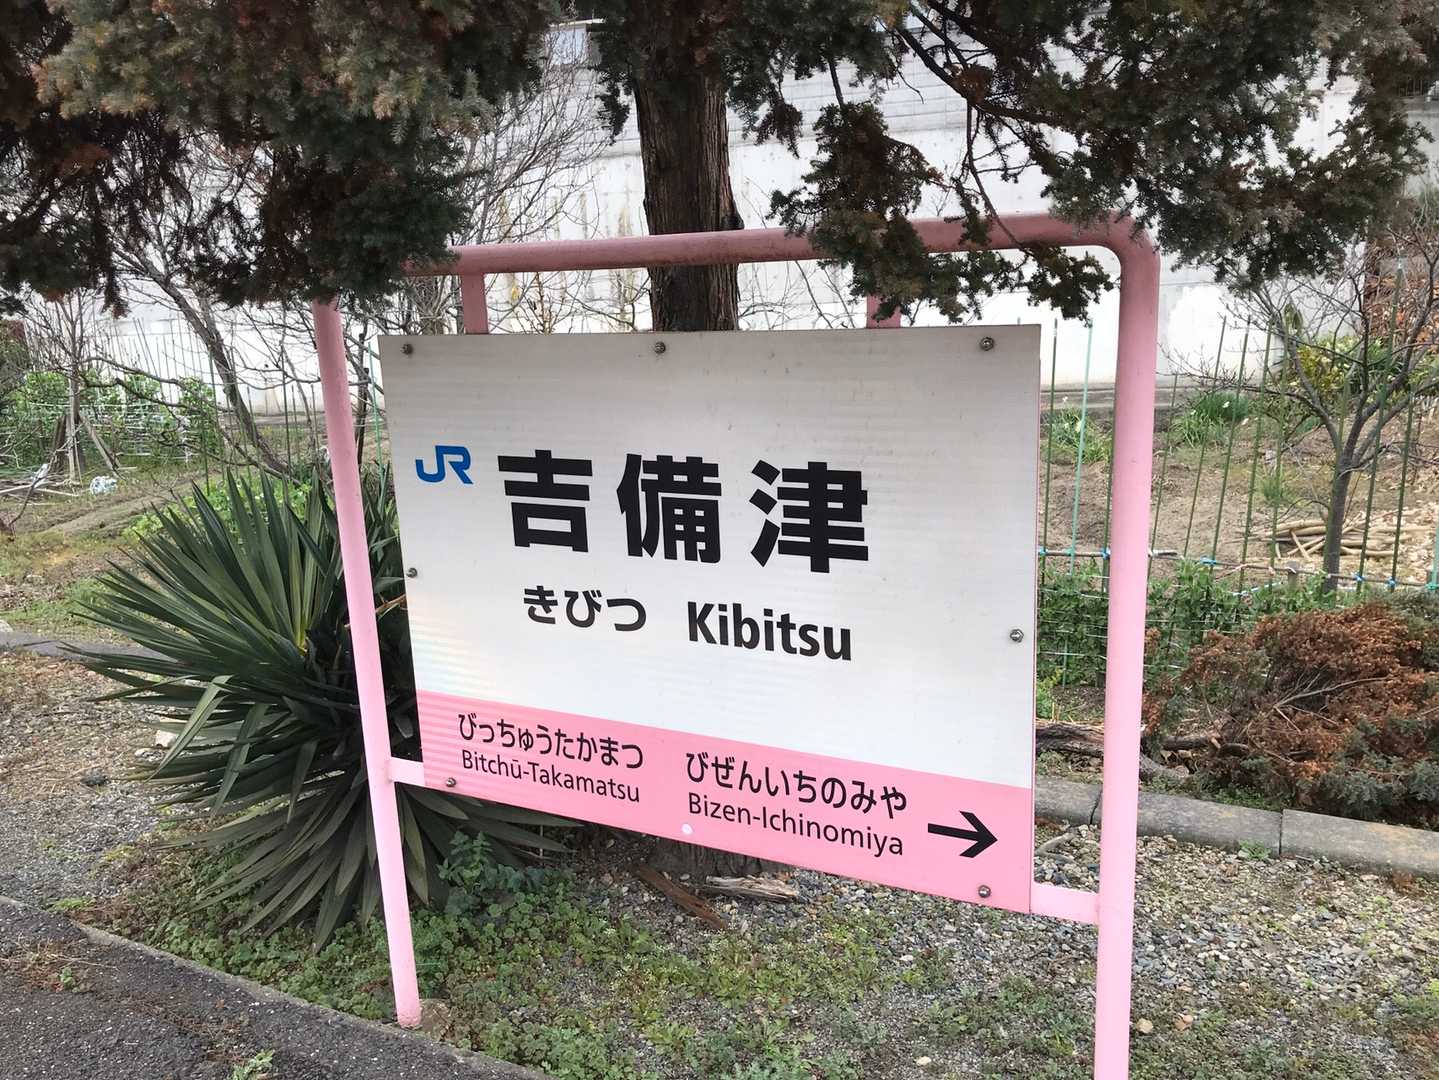 JR 吉備津
きびつ Kibitsu
びっちゅうたかまつ びぜんいちのみや
Bitchū-Takamatsu Bizen-Ichinomiya →